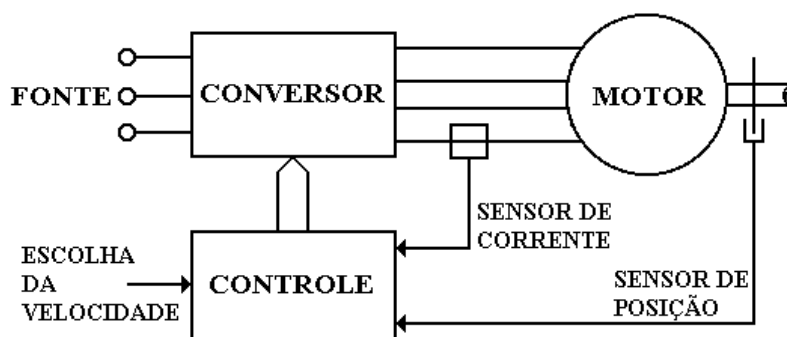 FONTE
CONVERSOR
MOTOR
SENSOR DE
CORRENTE
ESCOLHA
DA
VELOCIDADE
CONTROLE
SENSOR DE
POSIÇÃO